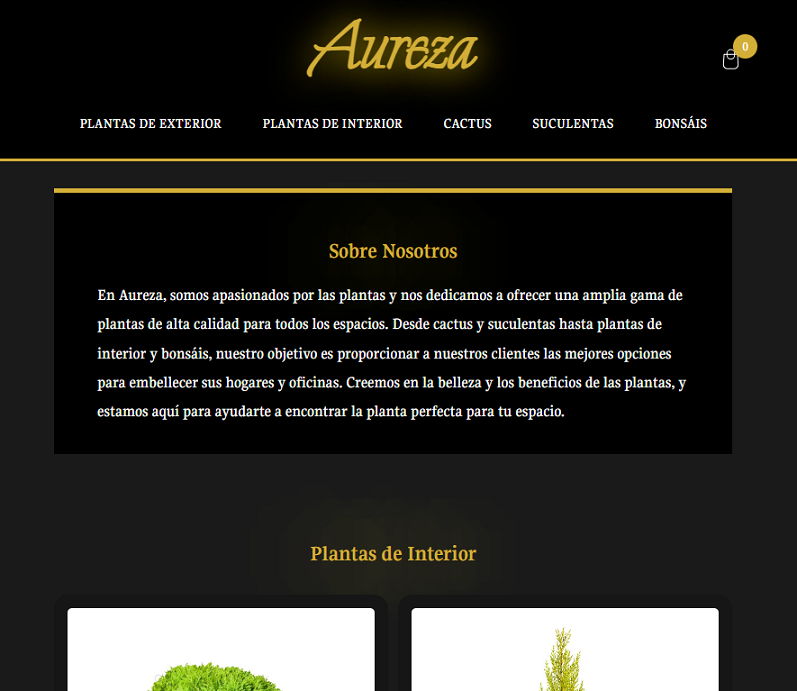 Aureza
0
PLANTAS DE EXTERIOR PLANTAS DE INTERIOR CACTUS SUCULENTAS BONSÁIS
Sobre Nosotros
En Aureza, somos apasionados por las plantas y nos dedicamos a ofrecer una amplia gama de
plantas de alta calidad para todos los espacios. Desde cactus y suculentas hasta plantas de
interior y bonsáis, nuestro objetivo es proporcionar a nuestros clientes las mejores opciones
para embellecer sus hogares y oficinas. Creemos en la belleza y los beneficios de las plantas, y
estamos aquí para ayudarte a encontrar la planta perfecta para tu espacio.
Plantas de Interior